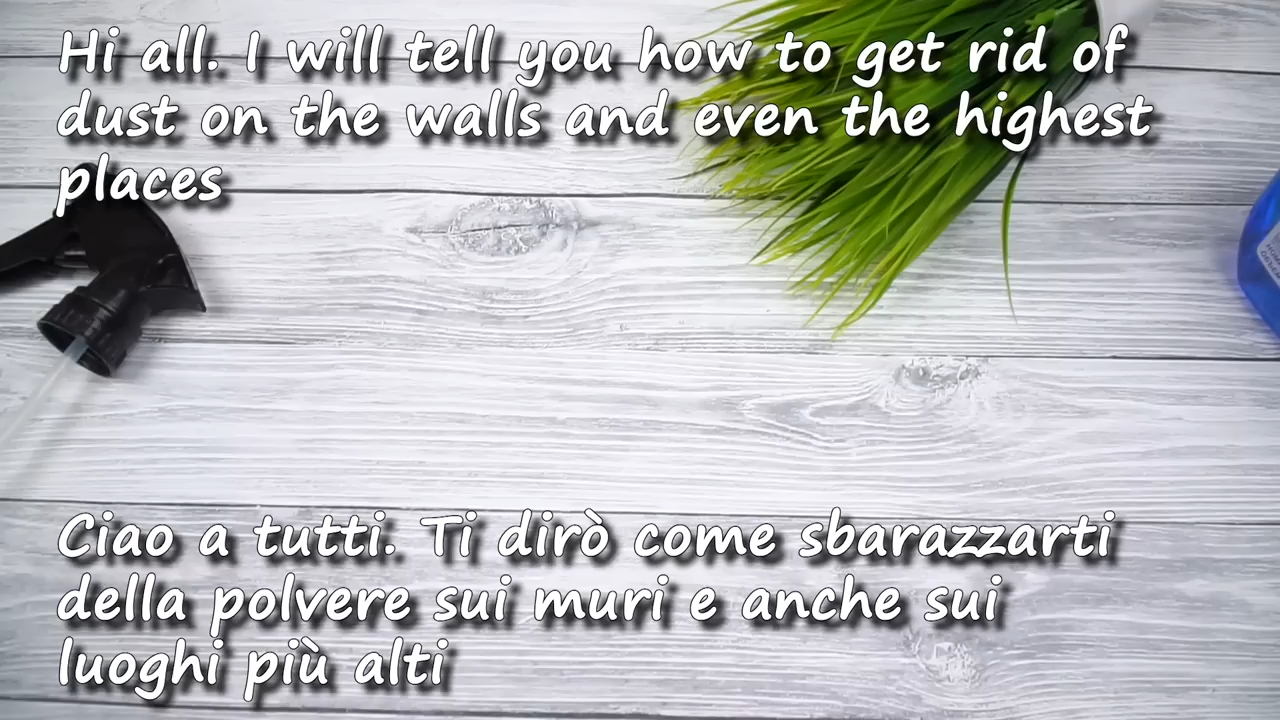 Hi all. I will tell you how to get rid of
dust on the walls and even the highest
places
Ciao a tutti. Ti dirò come sbarazzarti
della polvere sui muri e anche sui
luoghi più alti